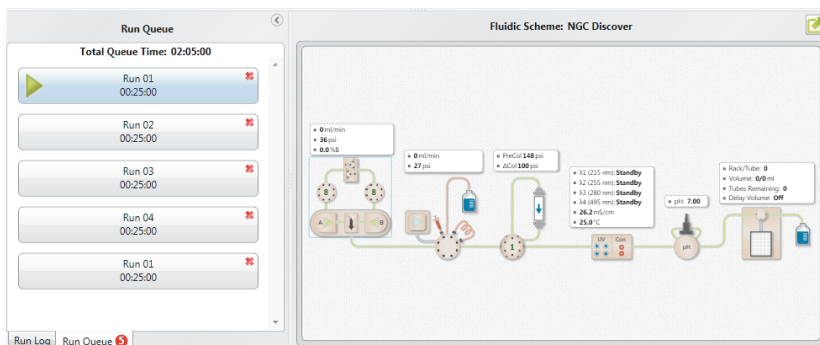 Run Queue
Total Queue Time: 02:05:00
Run 01
00:25:00
Run 02
00:25:00
Run 03
00:25:00
Run 04
00:25:00
Run 01
00:25:00
Run Log
Run Queue 5
Fluidic Scheme: NGC Discover
0 ml/min
36 psi
0.0 %B
8
8
A
B
0 ml/min
27 psi
PreCol 148 psi
ΔCol 100 psi
1
λ1 (215 nm): Standby
λ2 (255 nm): Standby
λ3 (280 nm): Standby
λ4 (495 nm): Standby
26.2 mS/cm
25.0 °C
UV Con
pH: 7.00
pH
Rack/Tube: 0
Volume: 0/0 ml
Tubes Remaining: 0
Delay Volume: Off